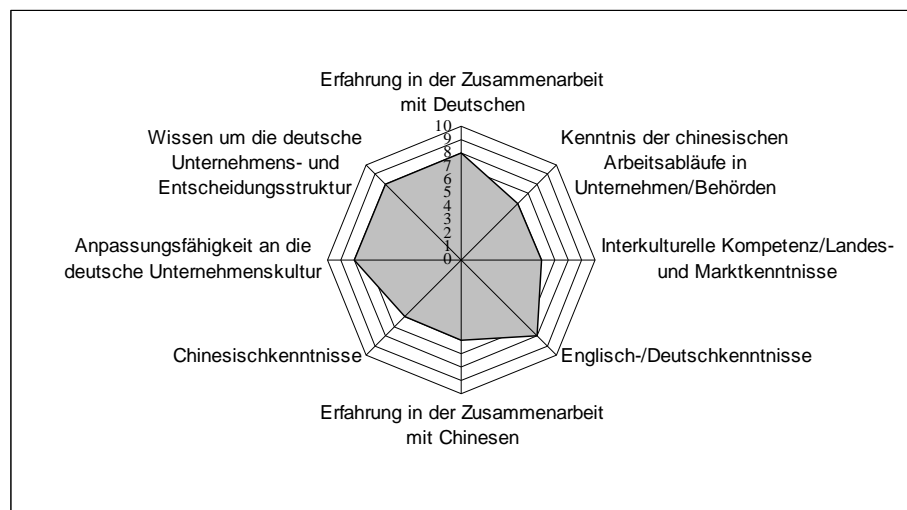 Erfahrung in der Zusammenarbeit
mit Deutschen
Kenntnis der chinesischen
Arbeitsabläufe in
Unternehmen/Behörden
Interkulturelle Kompetenz/Landes-
und Marktkenntnisse
Englisch-/Deutschkenntnisse
Erfahrung in der Zusammenarbeit
mit Chinesen
Chinesischkenntnisse
Anpassungsfähigkeit an die
deutsche Unternehmenskultur
Wissen um die deutsche
Unternehmens- und
Entscheidungsstruktur
10
9
8
7
6
5
4
3
2
1
0